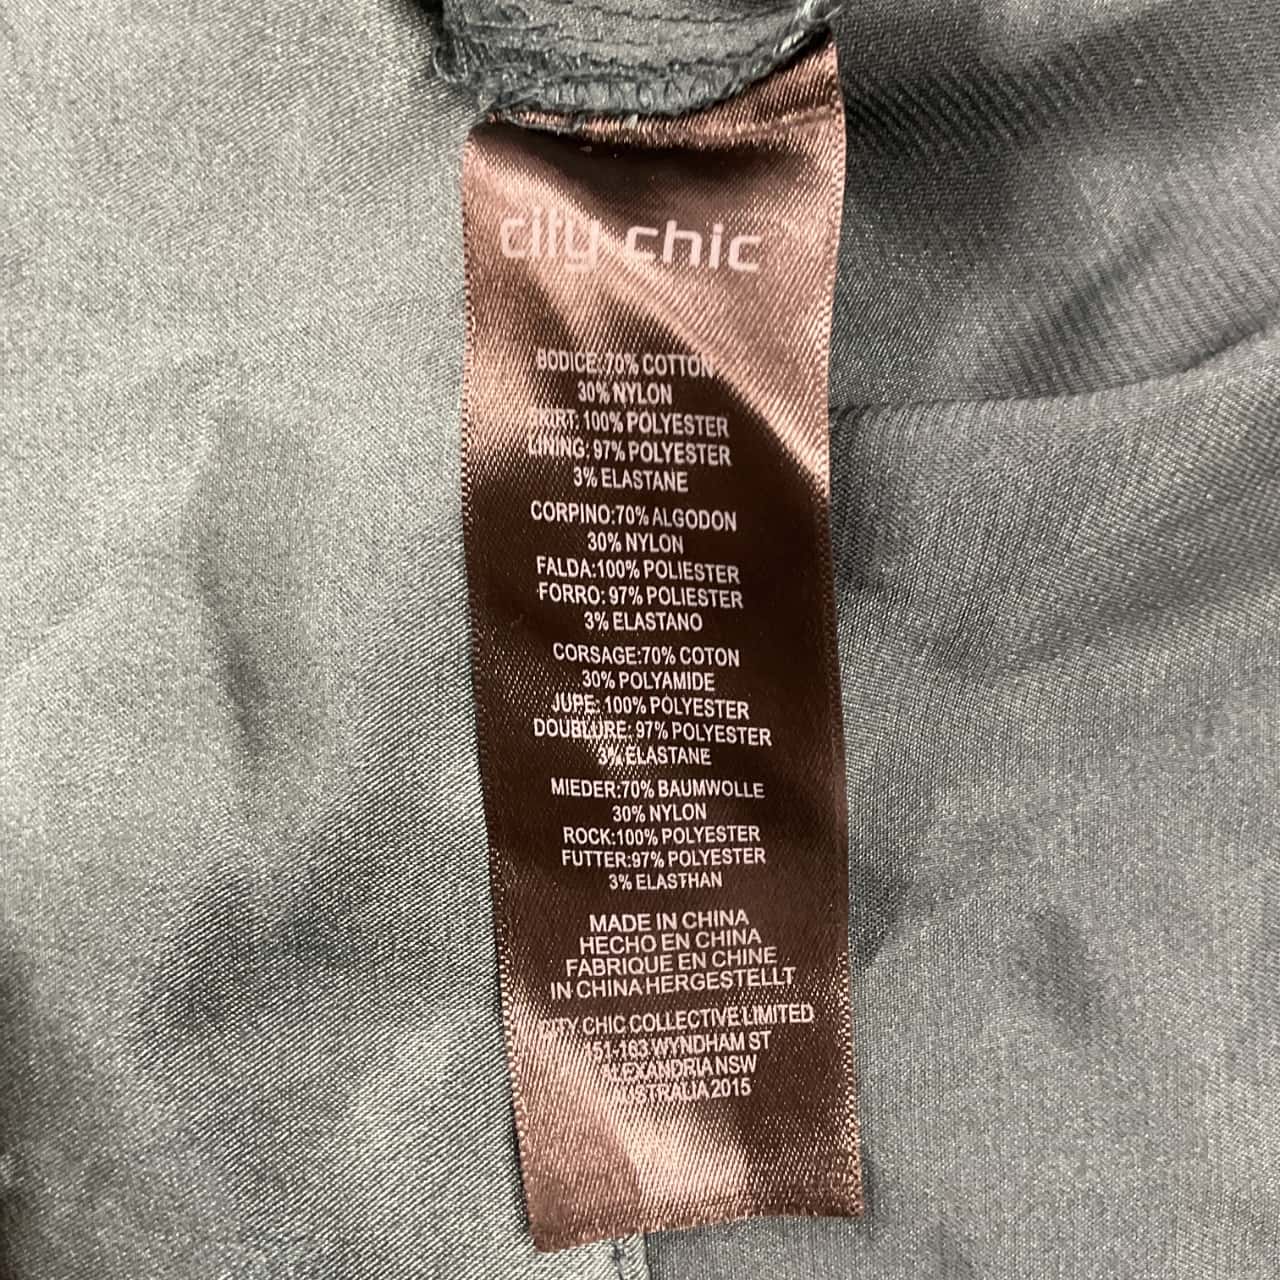 city chic
BODICE:70% COTTON
30% NYLON
SKIRT: 100% POLYESTER
LINING: 97% POLYESTER
3% ELASTANE
CORPINO:70% ALGODON
30% NYLON
FALDA:100% POLIESTER
FORRO: 97% POLIESTER
3% ELASTANO
CORSAGE:70% COTON
30% POLYAMIDE
JUPE: 100% POLYESTER
DOUBLURE: 97% POLYESTER
3% ELASTANE
MIEDER:70% BAUMWOLLE
30% NYLON
ROCK:100% POLYESTER
FUTTER:97% POLYESTER
3% ELASTHAN
MADE IN CHINA
HECHO EN CHINA
FABRIQUE EN CHINE
IN CHINA HERGESTELLT
CITY CHIC COLLECTIVE LIMITED
151-163 WYNDHAM ST
ALEXANDRIA NSW
AUSTRALIA 2015